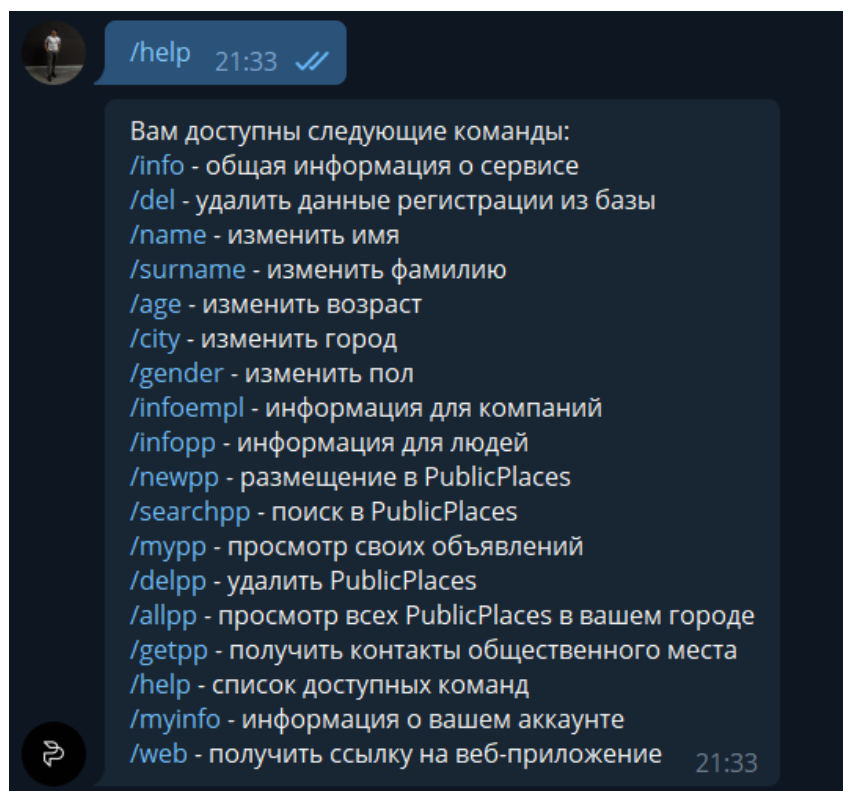 /help 21:33
Вам доступны следующие команды:
/info - общая информация о сервисе
/del - удалить данные регистрации из базы
/name - изменить имя
/surname - изменить фамилию
/age - изменить возраст
/city - изменить город
/gender - изменить пол
/infoempl - информация для компаний
/infopp - информация для людей
/newpp - размещение в PublicPlaces
/searchpp - поиск в PublicPlaces
/mypp - просмотр своих объявлений
/delpp - удалить PublicPlaces
/allpp - просмотр всех PublicPlaces в вашем городе
/getpp - получить контакты общественного места
/help - список доступных команд
/myinfo - информация о вашем аккаунте
/web - получить ссылку на веб-приложение 21:33